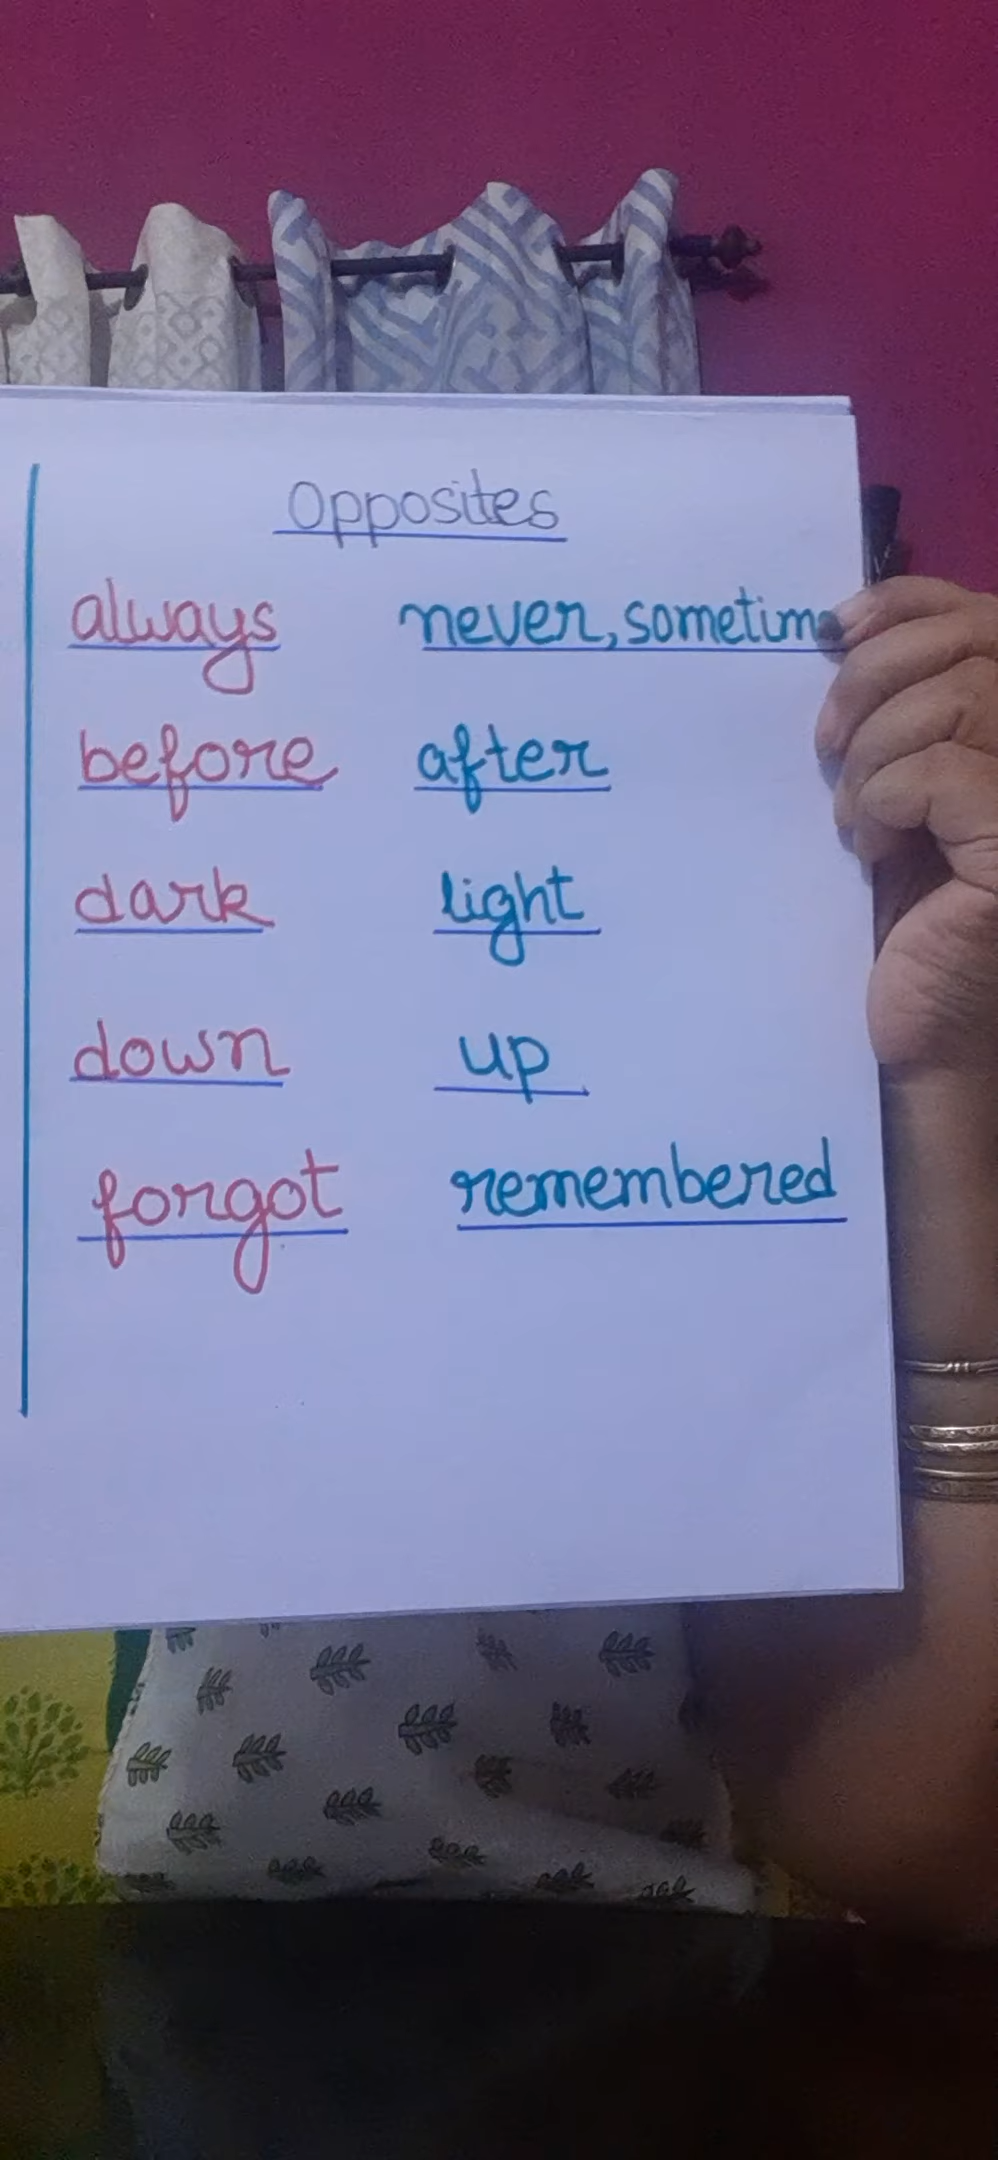 Opposites
always never, sometim
before after
dark light
down up
forgot remembered